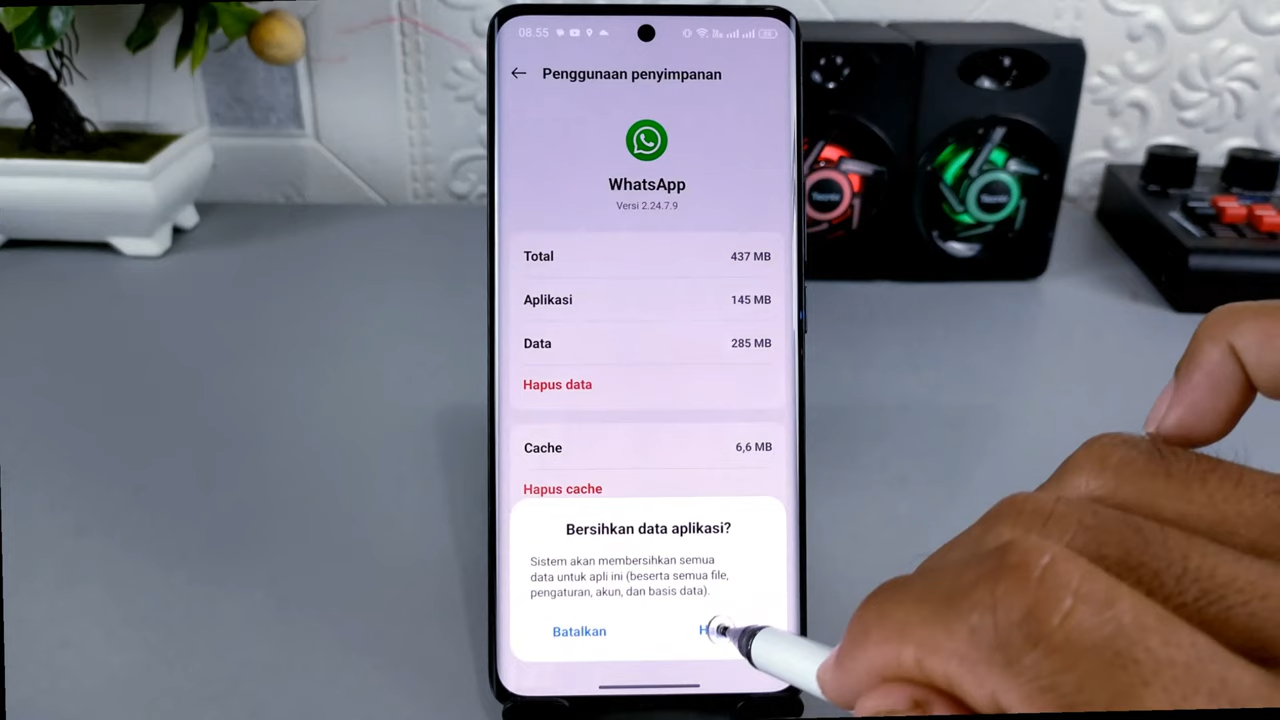 08.55
Penggunaan penyimpanan
WhatsApp
Versi 2.24.7.9
Total 437 MB
Aplikasi 145 MB
Data 285 MB
Hapus data
Cache 6,6 MB
Hapus cache
Bersihkan data aplikasi?
Sistem akan membersihkan semua
data untuk apli ini (beserta semua file,
pengaturan, akun, dan basis data).
Batalkan